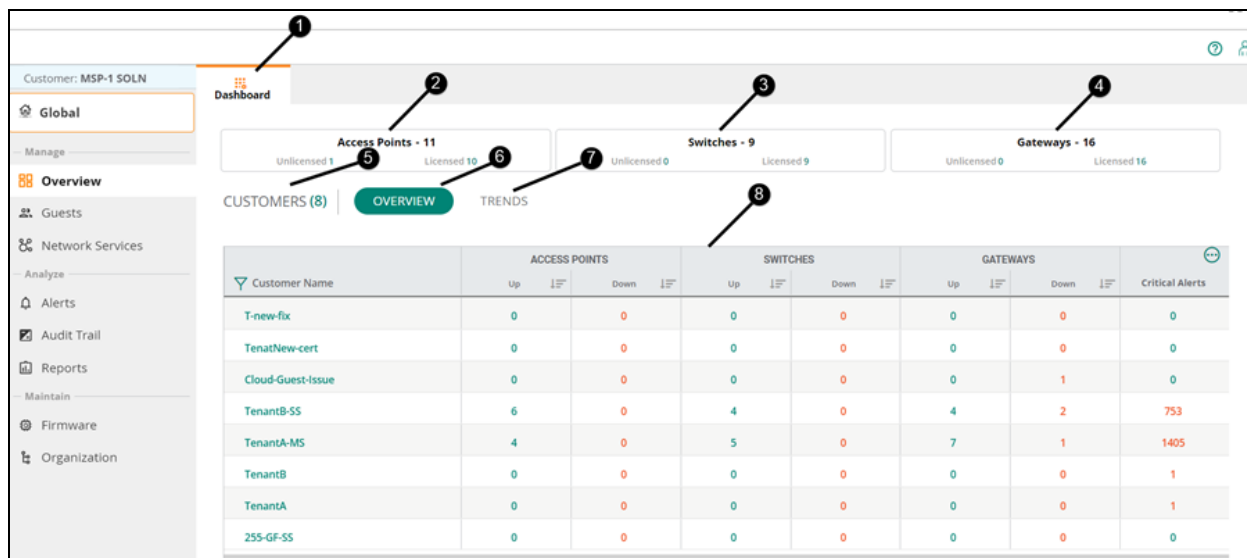 1
Customer: MSP-1 SOLN
Dashboard
2
3
4
Global
Access Points - 11
Switches - 9
Gateways - 16
Manage
Unlicensed 1
Licensed 10
Unlicensed 0
Licensed 9
Unlicensed 0
Licensed 16
5
6
7
Overview
CUSTOMERS (8)
OVERVIEW
TRENDS
8
Guests
Network Services
Analyze
Alerts
Audit Trail
Reports
Maintain
Firmware
Organization
ACCESS POINTS SWITCHES GATEWAYS
Customer Name Up Down Up Down Up Down Critical Alerts
T-new-fix 0 0 0 0 0 0 0
TenatNew-cert 0 0 0 0 0 0 0
Cloud-Guest-Issue 0 0 0 0 0 1 0
TenantB-SS 6 0 4 0 4 2 753
TenantA-MS 4 0 5 0 7 1 1405
TenantB 0 0 0 0 0 0 1
TenantA 0 0 0 0 0 0 1
255-GF-SS 0 0 0 0 0 0 0